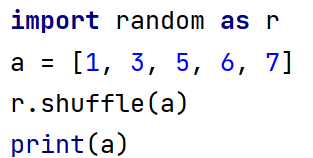 import random as r
a = [1, 3, 5, 6, 7]
r.shuffle(a)
print(a)